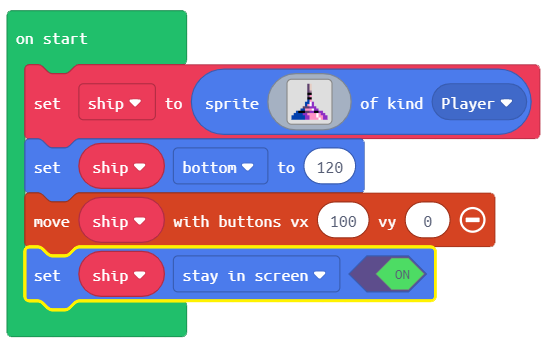 on start
set ship to sprite of kind Player
set ship bottom to 120
move ship with buttons vx 100 vy 0
set ship stay in screen ON